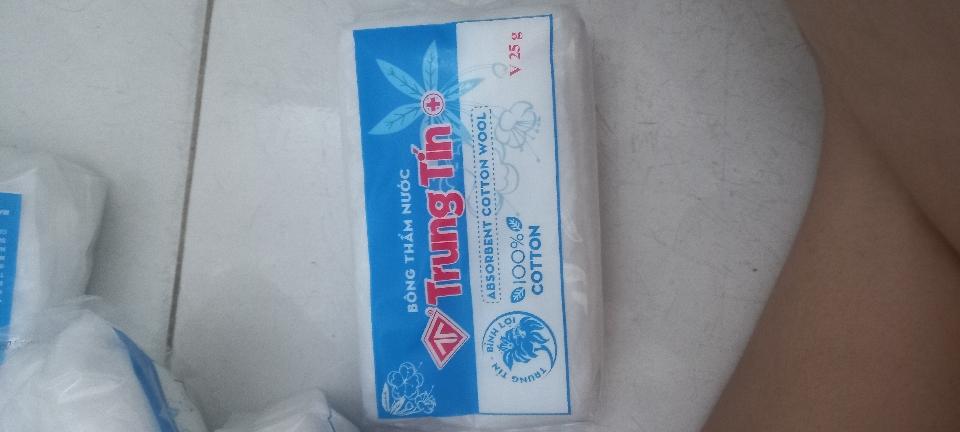 BÔNG THẤM NƯỚC
Trung Tín
V 25 g
ABSORBENT COTTON WOOL
100%
COTTON
TRUNG TÍN - BÌNH LỢI